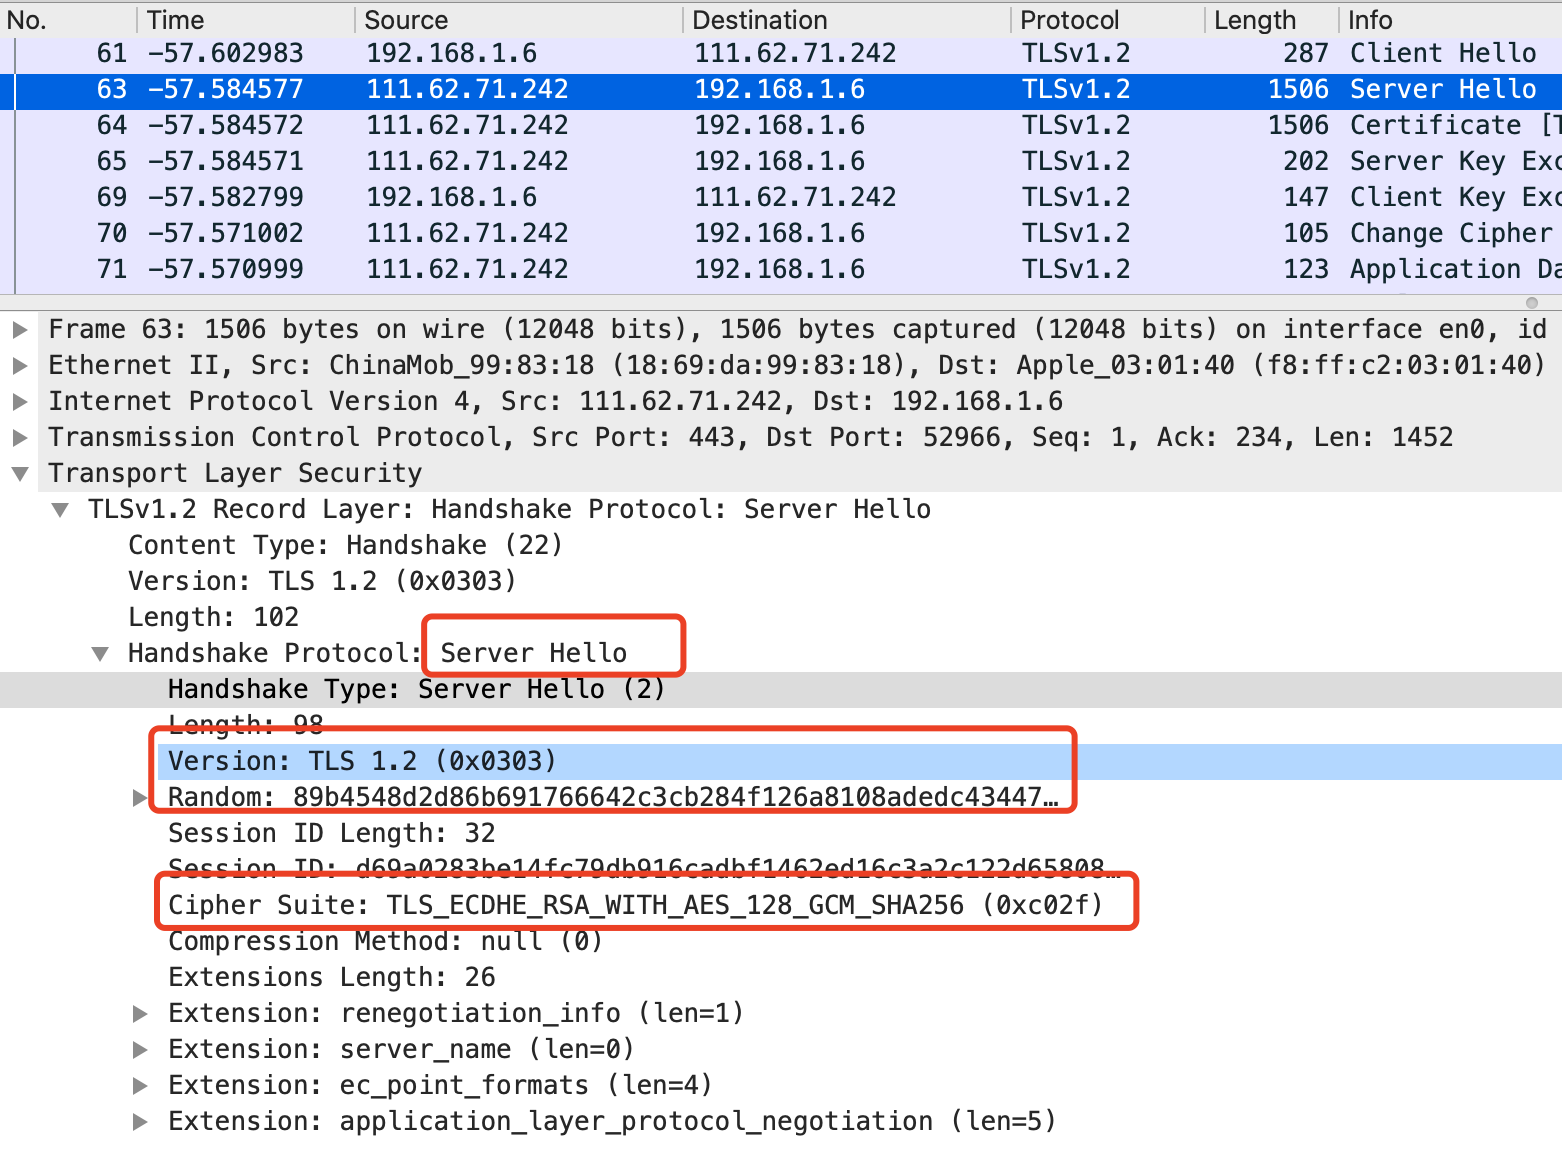 No. Time Source Destination Protocol Length Info
61 −57.602983 192.168.1.6 111.62.71.242 TLSv1.2 287 Client Hello
63 −57.584577 111.62.71.242 192.168.1.6 TLSv1.2 1506 Server Hello
64 −57.584572 111.62.71.242 192.168.1.6 TLSv1.2 1506 Certificate [T
65 −57.584571 111.62.71.242 192.168.1.6 TLSv1.2 202 Server Key Exc
69 −57.582799 192.168.1.6 111.62.71.242 TLSv1.2 147 Client Key Exc
70 −57.571002 111.62.71.242 192.168.1.6 TLSv1.2 105 Change Cipher
71 −57.570999 111.62.71.242 192.168.1.6 TLSv1.2 123 Application Da
Frame 63: 1506 bytes on wire (12048 bits), 1506 bytes captured (12048 bits) on interface en0, id
Ethernet II, Src: ChinaMob_99:83:18 (18:69:da:99:83:18), Dst: Apple_03:01:40 (f8:ff:c2:03:01:40)
Internet Protocol Version 4, Src: 111.62.71.242, Dst: 192.168.1.6
Transmission Control Protocol, Src Port: 443, Dst Port: 52966, Seq: 1, Ack: 234, Len: 1452
Transport Layer Security
TLSv1.2 Record Layer: Handshake Protocol: Server Hello
Content Type: Handshake (22)
Version: TLS 1.2 (0x0303)
Length: 102
Handshake Protocol: Server Hello
Handshake Type: Server Hello (2)
Length: 98
Version: TLS 1.2 (0x0303)
Random: 89b4548d2d86b691766642c3cb284f126a8108adedc43447…
Session ID Length: 32
Session ID: d69a0283be14fc79db916cadbf1462ed16c3a2c122d65808…
Cipher Suite: TLS_ECDHE_RSA_WITH_AES_128_GCM_SHA256 (0xc02f)
Compression Method: null (0)
Extensions Length: 26
Extension: renegotiation_info (len=1)
Extension: server_name (len=0)
Extension: ec_point_formats (len=4)
Extension: application_layer_protocol_negotiation (len=5)